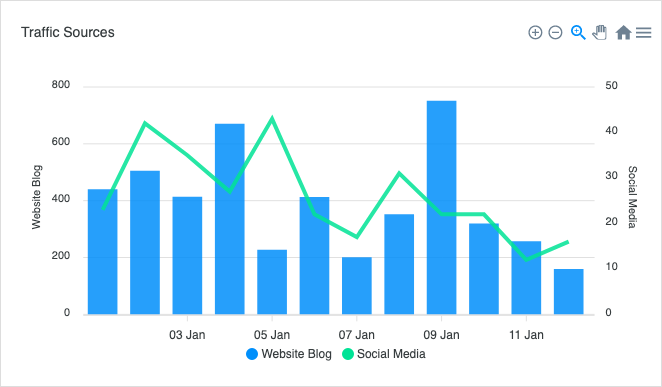 Traffic Sources
800
600
400
200
0
Website Blog
50
40
30
20
10
0
Social Media
03 Jan
05 Jan
07 Jan
09 Jan
11 Jan
Website Blog
Social Media